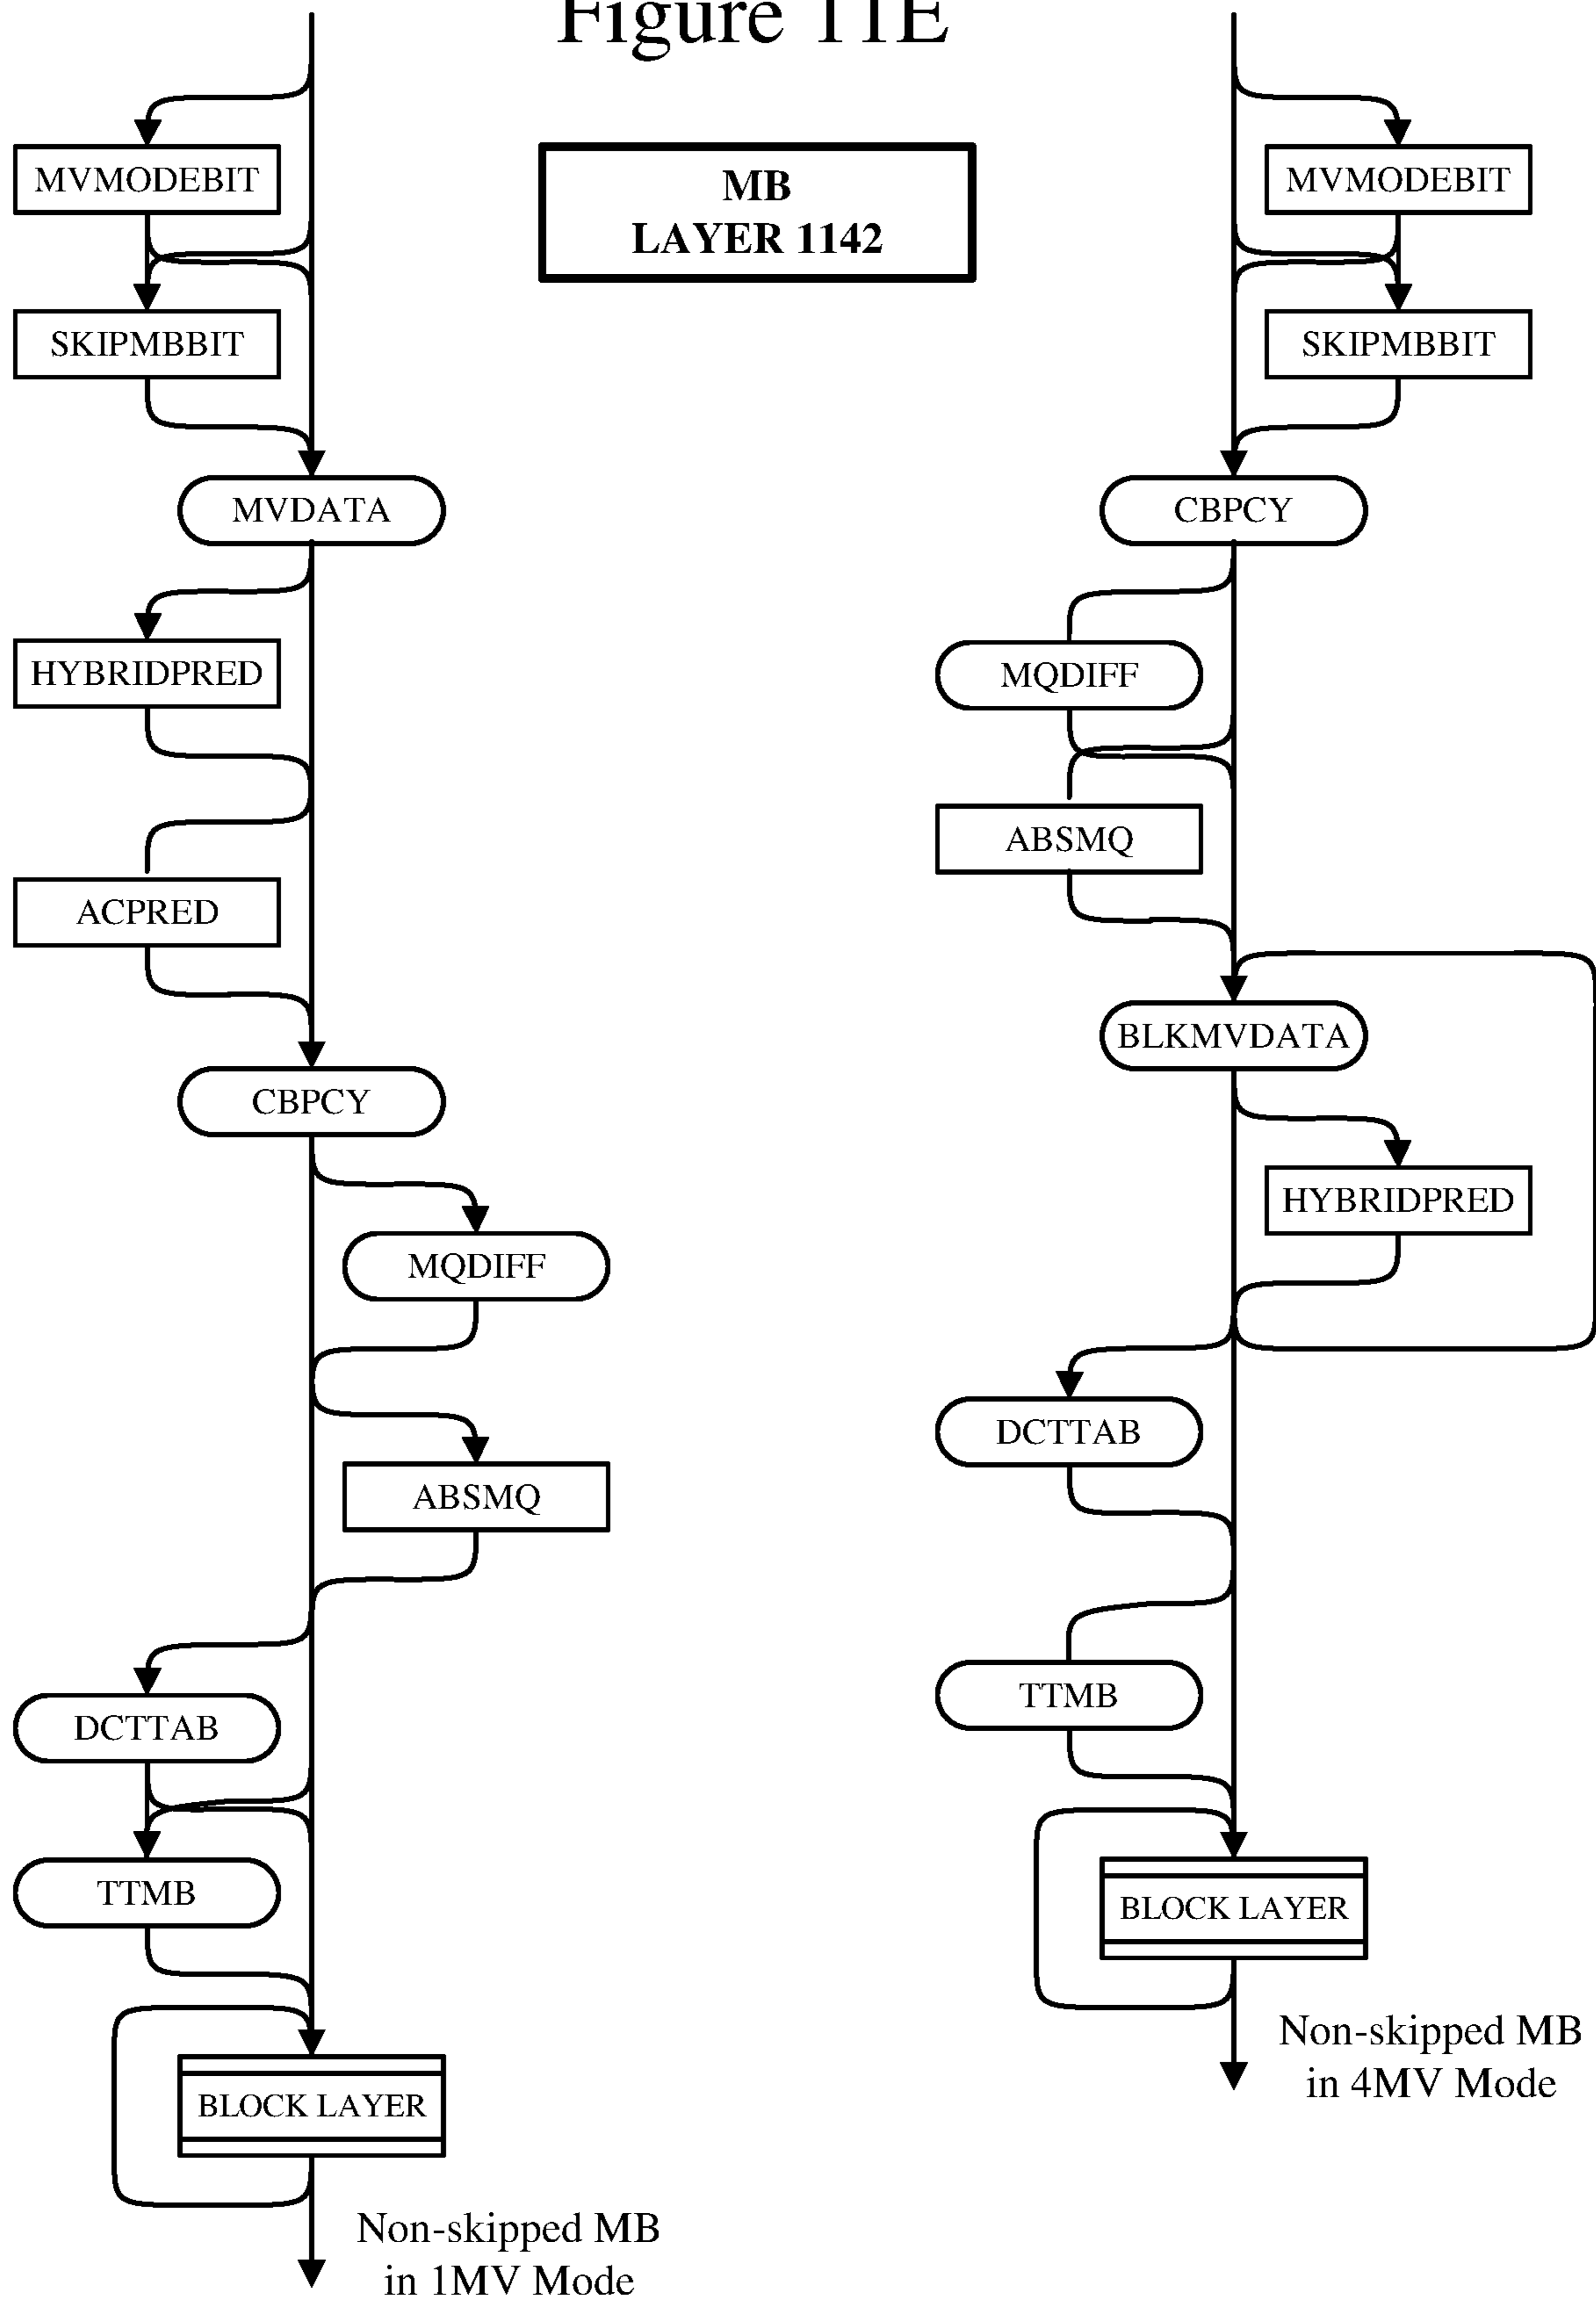 Figure 11E
MB
LAYER 1142
MVMODEBIT
SKIPMBBIT
MVDATA
HYBRIDPRED
ACPRED
CBPCY
MQDIFF
ABSMQ
DCTTAB
TTMB
BLOCK LAYER
Non-skipped MB
in 1MV Mode
MVMODEBIT
SKIPMBBIT
CBPCY
MQDIFF
ABSMQ
BLKMVDATA
HYBRIDPRED
DCTTAB
TTMB
BLOCK LAYER
Non-skipped MB
in 4MV Mode